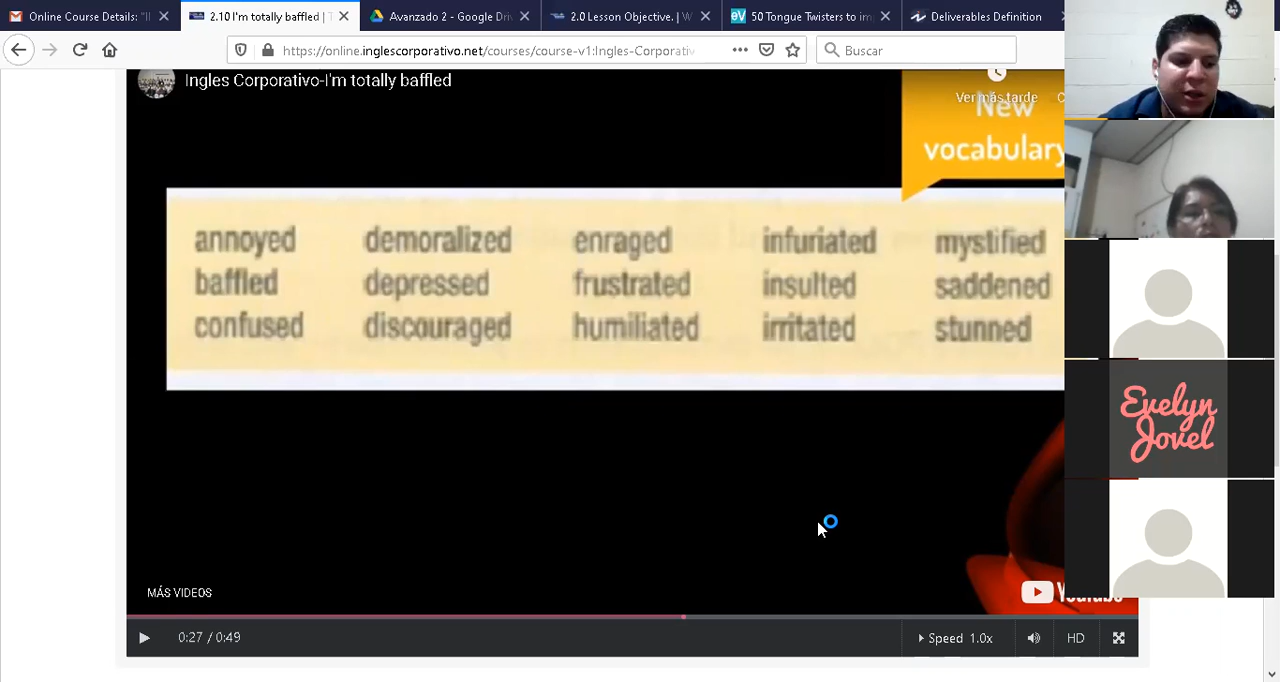 Online Course Details: "I
2.10 I'm totally baffled | T
Avanzado 2 - Google Dri
2.0 Lesson Objective. | W
50 Tongue Twisters to im
Deliverables Definition
https://online.inglescorporativo.net/courses/course-v1:Ingles-Corporativ
Buscar
Ingles Corporativo-I'm totally baffled
Ver más tarde
New
vocabulary
annoyed demoralized enraged infuriated mystified
baffled depressed frustrated insulted saddened
confused discouraged humiliated irritated stunned
Evelyn
Jovel
MÁS VIDEOS
YouTube
0:27 / 0:49
Speed 1.0x
HD